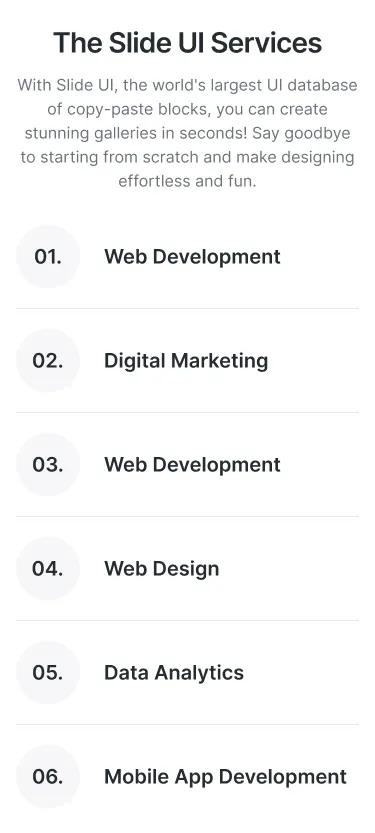 The Slide UI Services
With Slide UI, the world's largest UI database
of copy-paste blocks, you can create
stunning galleries in seconds! Say goodbye
to starting from scratch and make designing
effortless and fun.
01. Web Development
02. Digital Marketing
03. Web Development
04. Web Design
05. Data Analytics
06. Mobile App Development